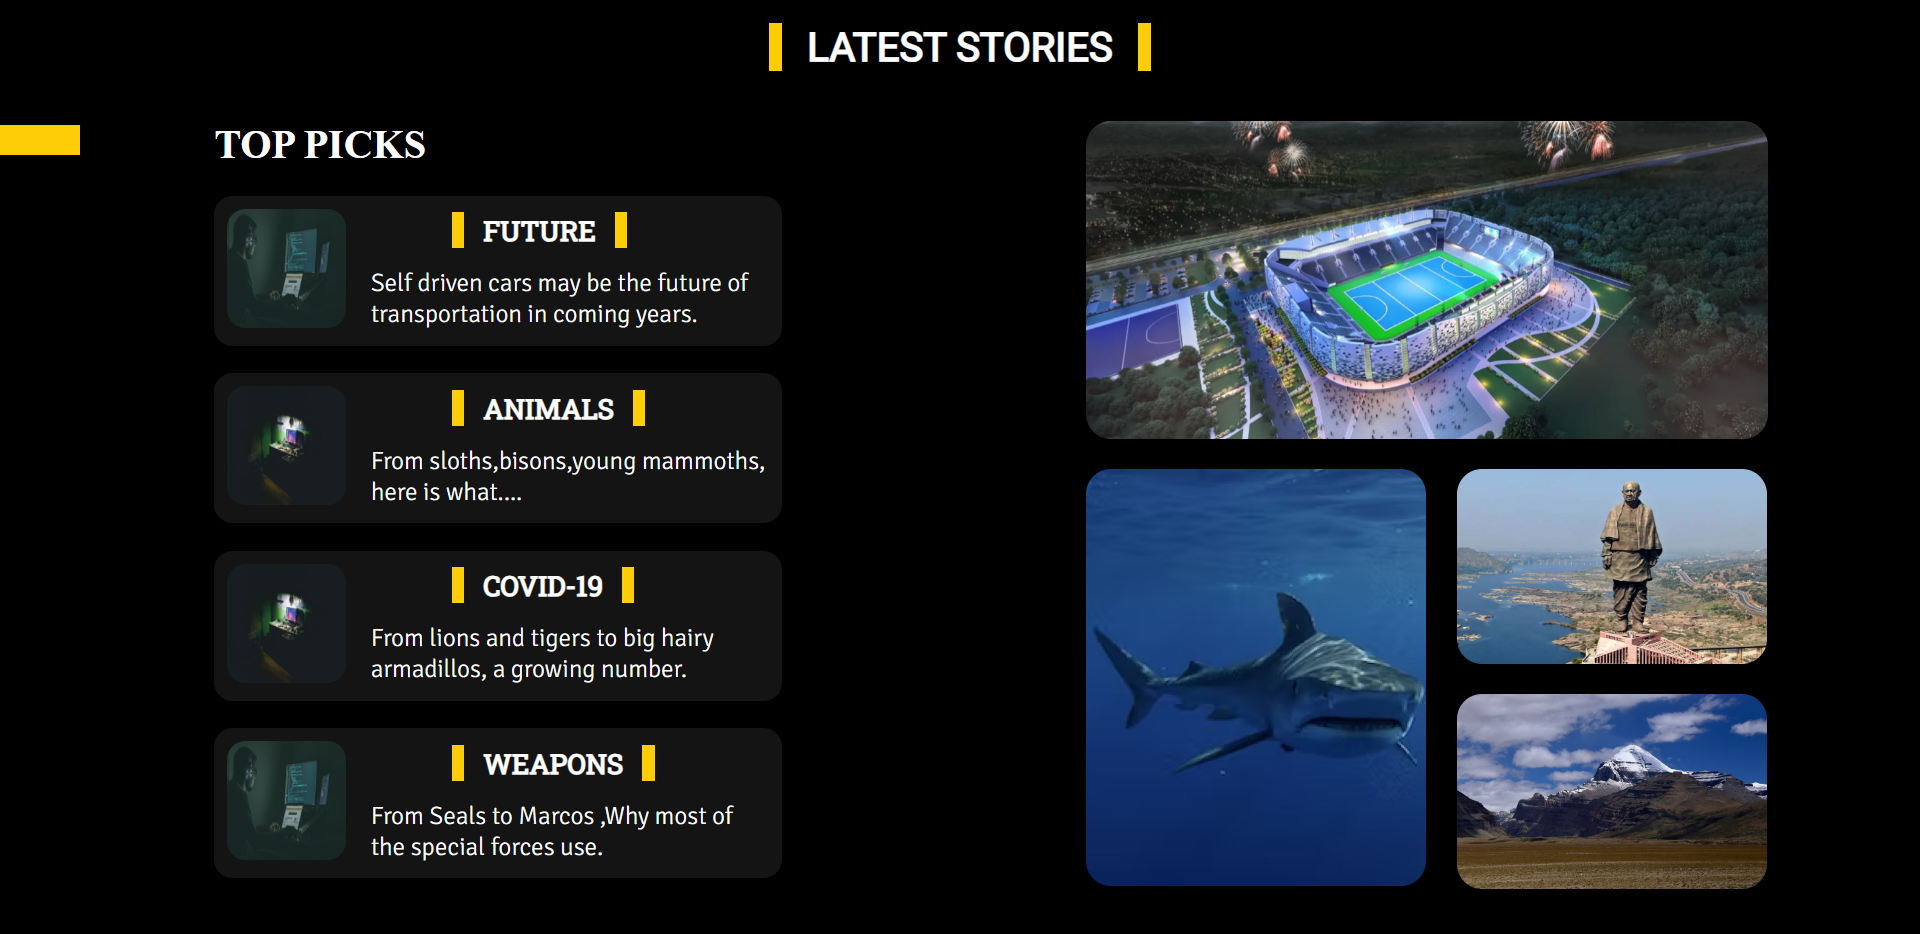 LATEST STORIES
TOP PICKS
FUTURE
Self driven cars may be the future of
transportation in coming years.
ANIMALS
From sloths,bisons,young mammoths,
here is what....
COVID-19
From lions and tigers to big hairy
armadillos, a growing number.
WEAPONS
From Seals to Marcos ,Why most of
the special forces use.